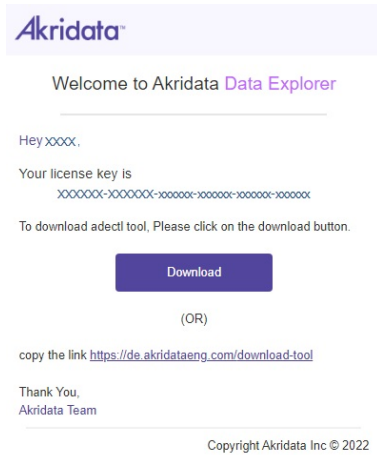 Akridata™
Welcome to Akridata Data Explorer
Hey xxxx,
Your license key is
XXXXXX-XXXXXX-xxxxxx-xxxxxx-xxxxxx-xxxxxx
To download adectl tool, Please click on the download button.
Download
(OR)
copy the link https://de.akridataeng.com/download-tool
Thank You,
Akridata Team
Copyright Akridata Inc © 2022